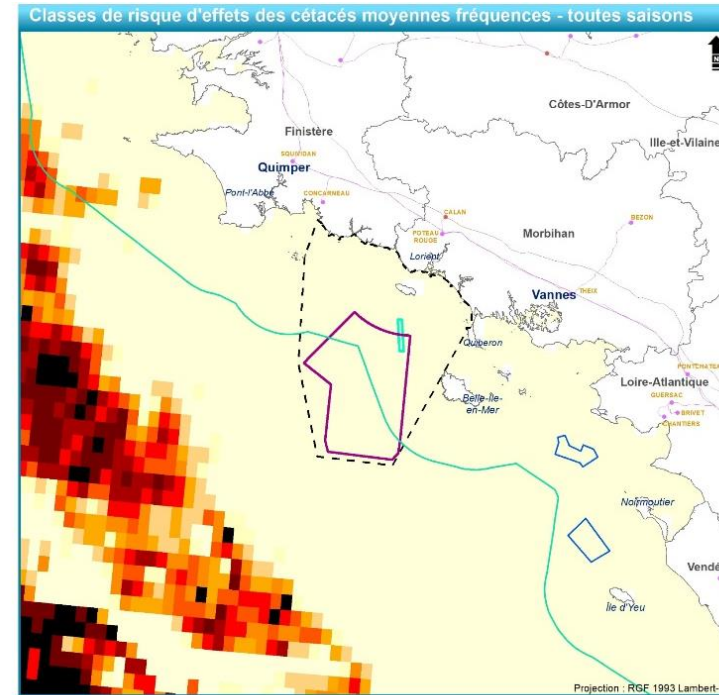 Classes de risque d'effets des cétacés moyennes fréquences - toutes saisons
N
Côtes-D'Armor
Finistère
Ille-et-Vilaine
SQUIVIDAN
Quimper
Pont-l'Abbé
CONCARNEAU
CALAN
BEZON
POTEAU
ROUGE
Morbihan
Lorient
Vannes
THEIX
Quiberon
PONTCHATEAU
Loire-Atlantique
Belle-Ile
en-Mer
GUERSAC
BRIVET
CHANTIERS
Noirmoutier
Vendé
Île d'Yeu
Projection : RGF 1993 Lambert-